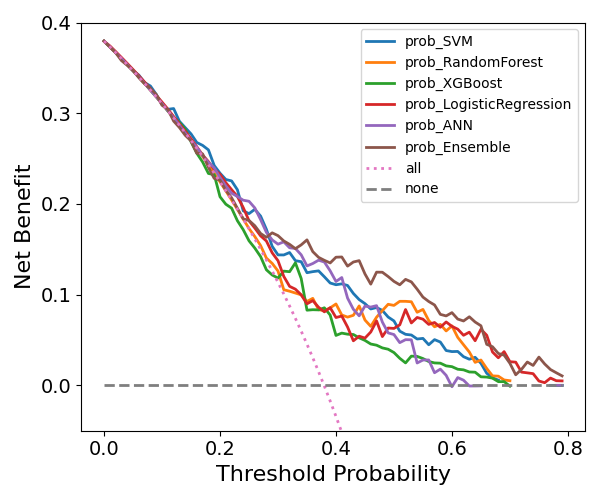 Net Benefit
0.4
0.3
0.2
0.1
0.0
prob_SVM
prob_RandomForest
prob_XGBoost
prob_LogisticRegression
prob_ANN
prob_Ensemble
all
none
0.0 0.2 0.4 0.6 0.8
Threshold Probability